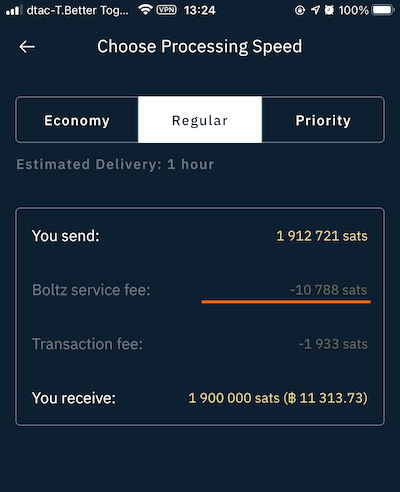 dtac-T.Better Tog... VPN 13:24 100%
Choose Processing Speed
Economy Regular Priority
Estimated Delivery: 1 hour
You send: 1 912 721 sats
Boltz service fee: -10 788 sats
Transaction fee: -1 933 sats
You receive: 1 900 000 sats (฿ 11 313.73)